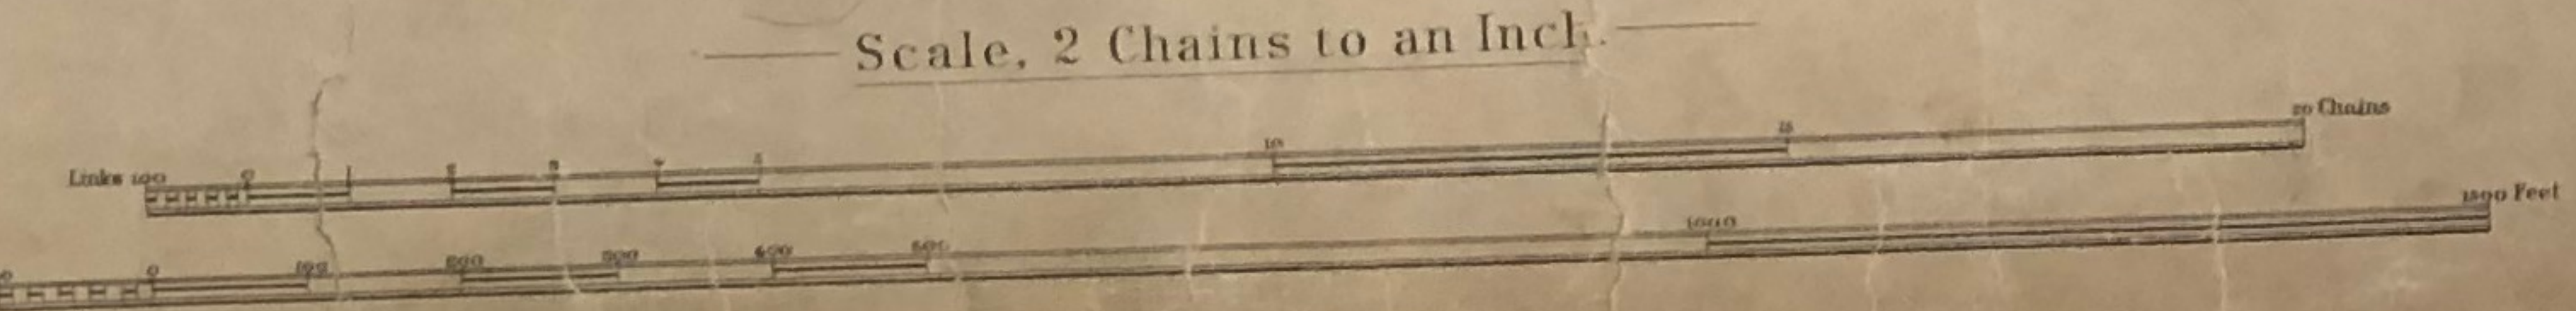 Scale, 2 Chains to an Inch.
Links 100 0 1 2 3 4 5 10 15 20 Chains
0 100 200 300 400 500 1000 1500 Feet